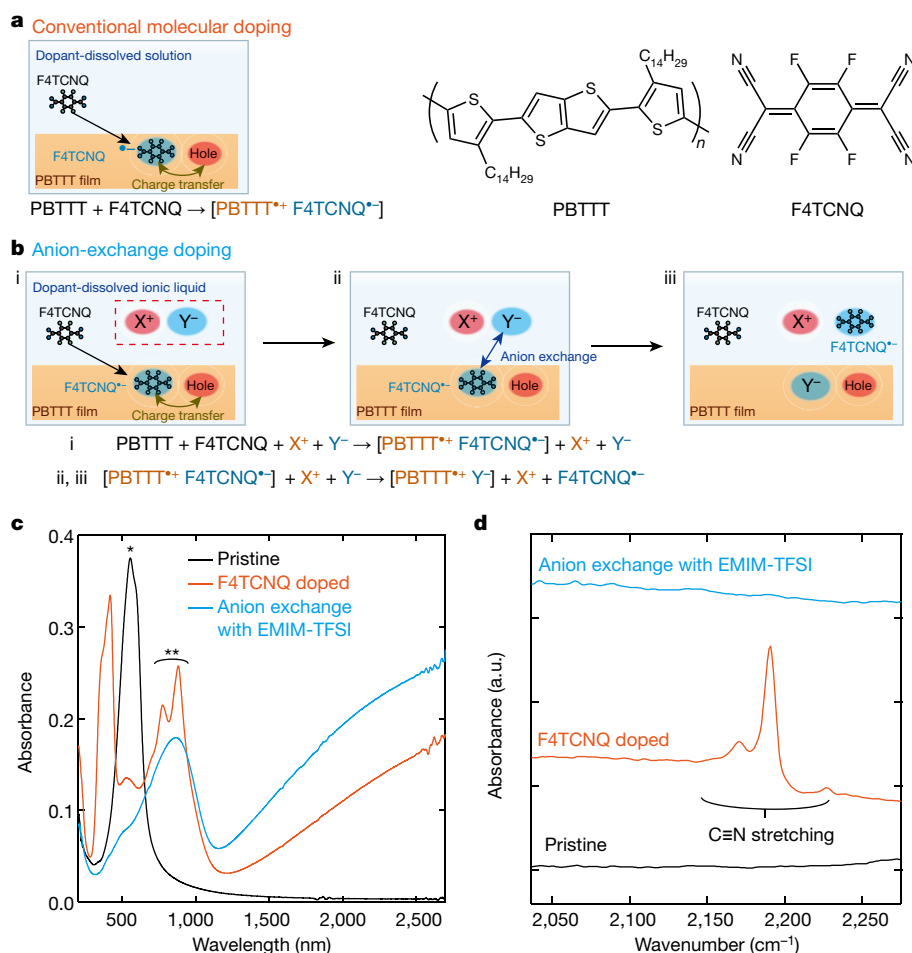 a Conventional molecular doping
Dopant-dissolved solution
F4TCNQ
F4TCNQ•−
Hole
PBTTT film
Charge transfer
PBTTT + F4TCNQ → [PBTTT•+ F4TCNQ•−]
C14H29
S
S
S
S
n
C14H29
PBTTT
N
N
F
F
F
F
N
N
F4TCNQ
b Anion-exchange doping
i
Dopant-dissolved ionic liquid
F4TCNQ
X+
Y−
F4TCNQ•−
Hole
PBTTT film
Charge transfer
ii
F4TCNQ
X+
Y−
Anion exchange
F4TCNQ•−
Hole
PBTTT film
iii
F4TCNQ
X+
F4TCNQ•−
Y−
Hole
PBTTT film
i PBTTT + F4TCNQ + X+ + Y− → [PBTTT•+ F4TCNQ•−] + X+ + Y−
ii, iii [PBTTT•+ F4TCNQ•−] + X+ + Y− → [PBTTT•+ Y−] + X+ + F4TCNQ•−
c
0.4
0.3
0.2
0.1
0.0
Absorbance
*
**
Pristine
F4TCNQ doped
Anion exchange
with EMIM-TFSI
500
1,000
1,500
2,000
2,500
Wavelength (nm)
d
Absorbance (a.u.)
Anion exchange with EMIM-TFSI
F4TCNQ doped
C≡N stretching
Pristine
2,050
2,100
2,150
2,200
2,250
Wavenumber (cm−1)